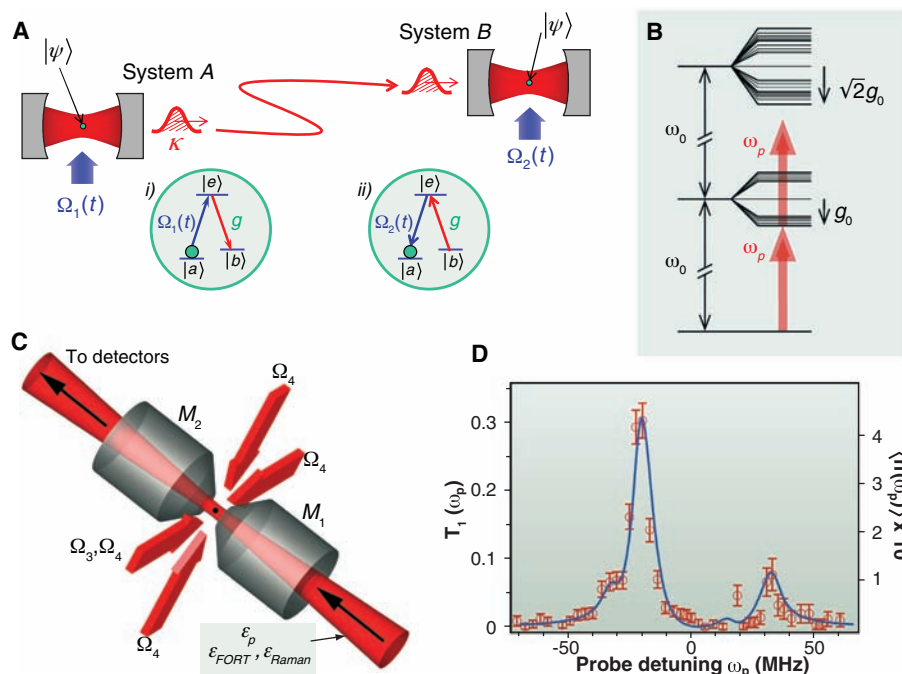 A
|ψ⟩
System A
κ
Ω₁(t)
System B
|ψ⟩
Ω₂(t)
i)
|e⟩
Ω₁(t)
g
|a⟩
|b⟩
ii)
|e⟩
Ω₂(t)
g
|a⟩
|b⟩
B
√2g₀
ω₀
ωₚ
g₀
ω₀
ωₚ
C
To detectors
Ω₄
M₂
Ω₄
M₁
Ω₃,Ω₄
Ω₄
εₚ
ε_FORT , ε_Raman
D
0.3
0.2
0.1
0
T₁ (ωₚ)
4
3
2
1
-50
0
50
Probe detuning ωₚ (MHz)